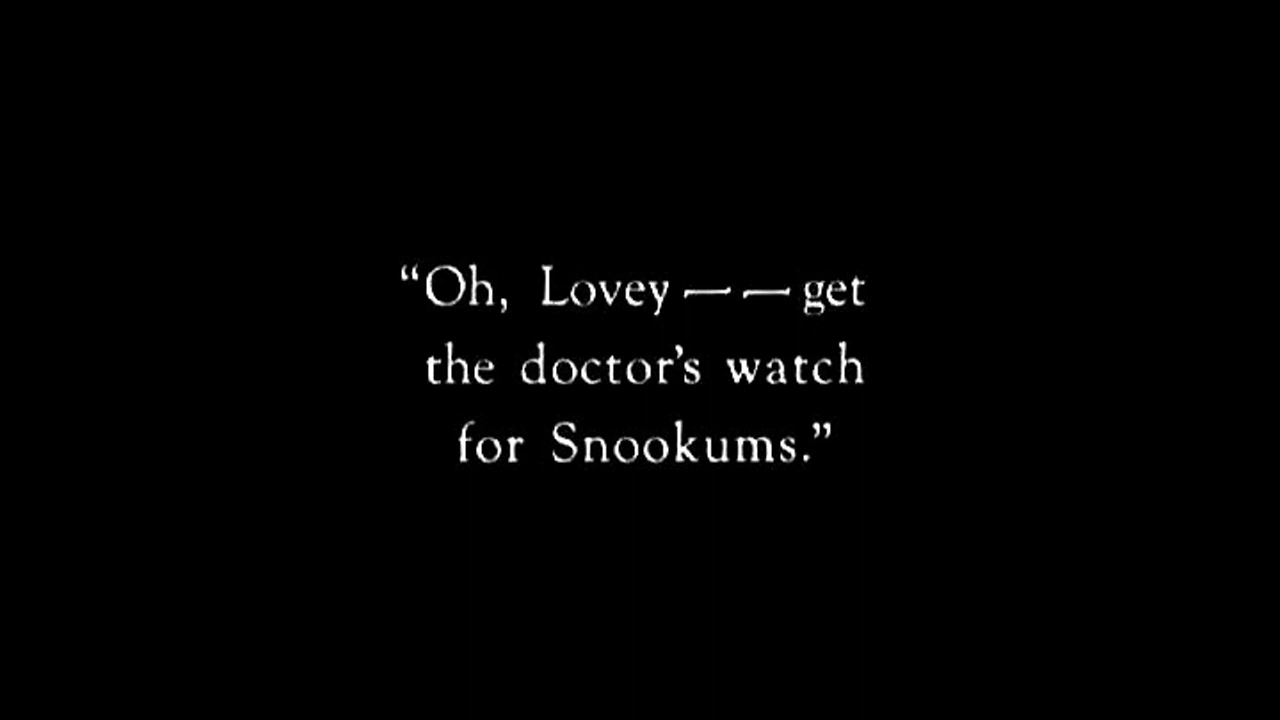 “Oh, Lovey — — get
the doctor’s watch
for Snookums.”